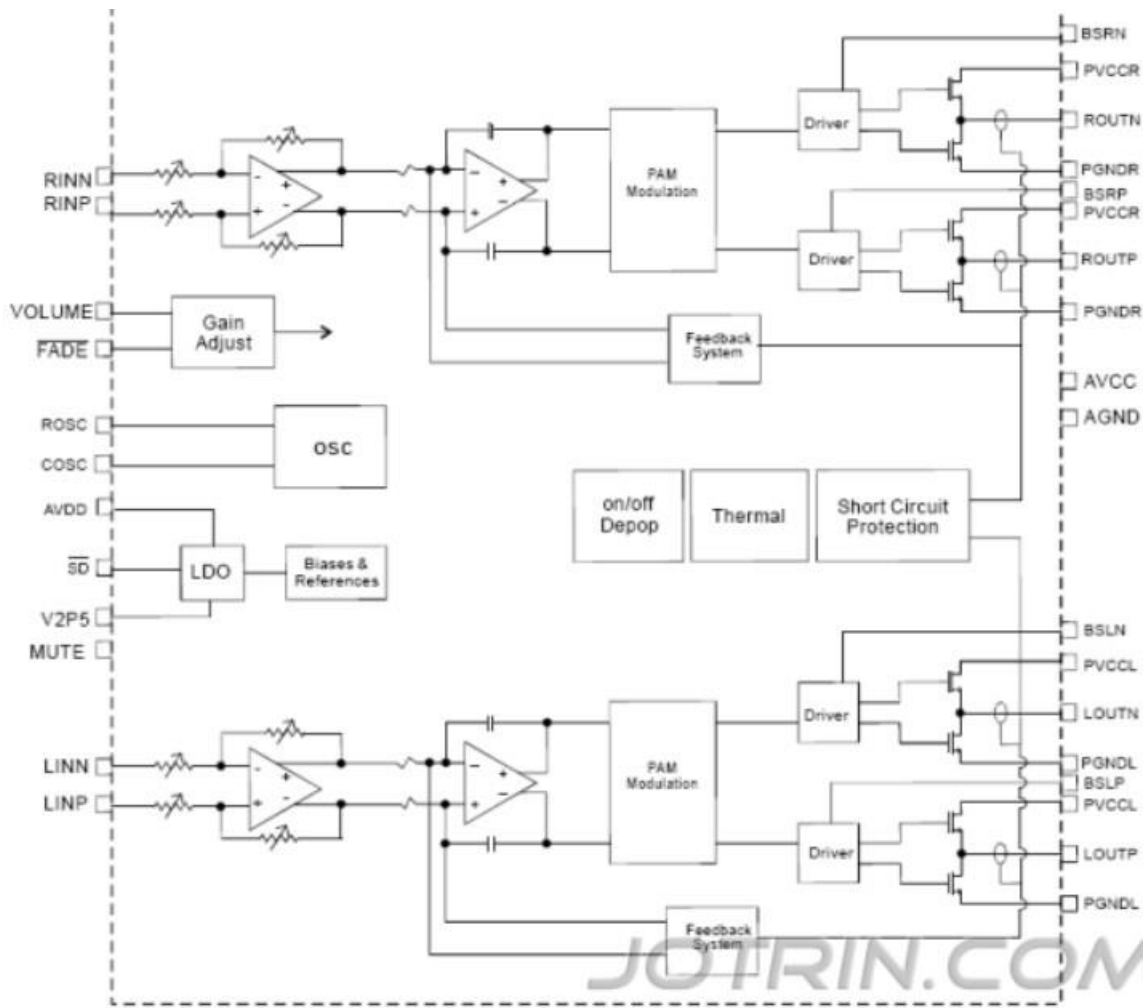 BSRN
PVCCR
Driver
ROUTN
RINN
PAM
Modulation
PGNDR
RINP
BSRP
PVCCR
Driver
ROUTP
VOLUME
Gain
Adjust
PGNDR
FADE
Feedback
System
AVCC
AGND
ROSC
OSC
COSC
AVDD
on/off
Depop
Thermal
Short Circuit
Protection
SD
LDO
Biases &
References
V2P5
MUTE
BSLN
PVCCL
Driver
LOUTN
LINN
PAM
Modulation
PGNDL
BSLP
LINP
PVCCL
Driver
LOUTP
PGNDL
Feedback
System
JOTRIN.COM